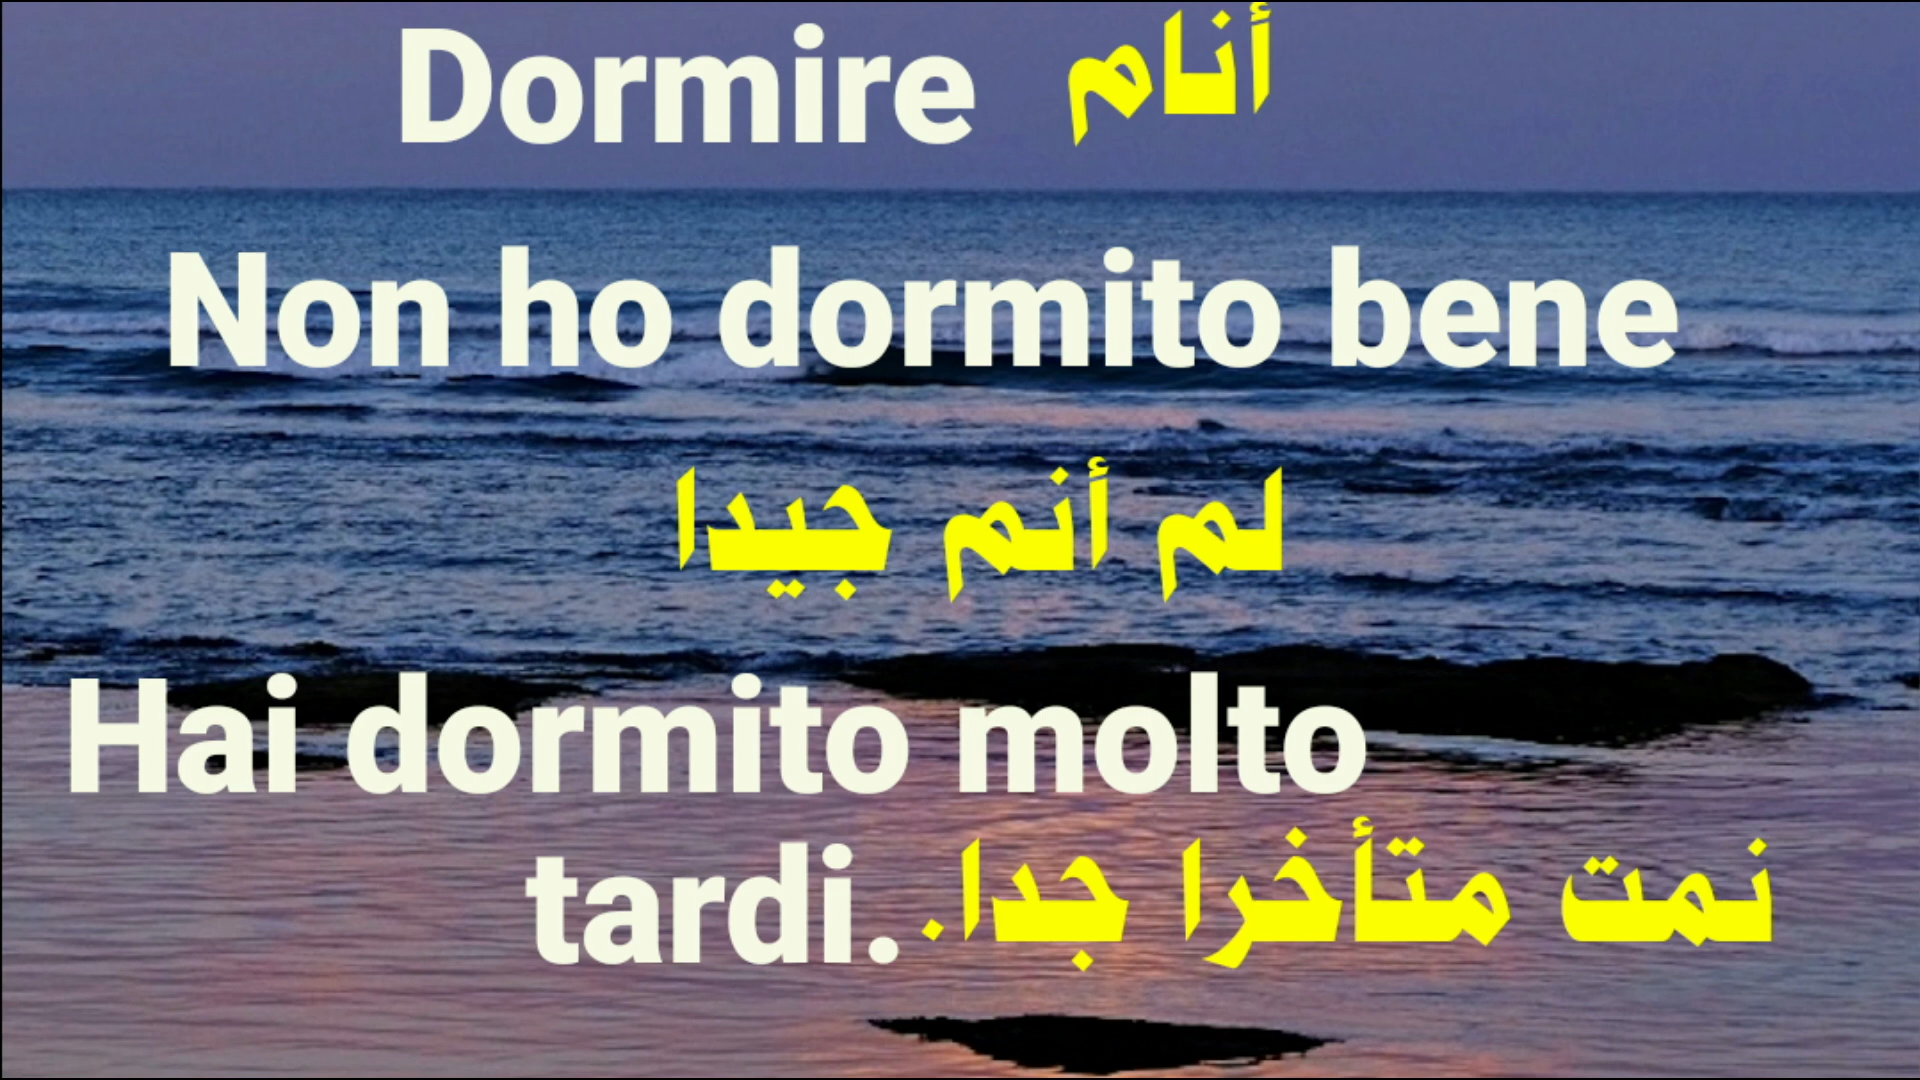 Dormire أنام
Non ho dormito bene
لم أنم جيدا
Hai dormito molto
tardi. نمت متأخرا جدا.